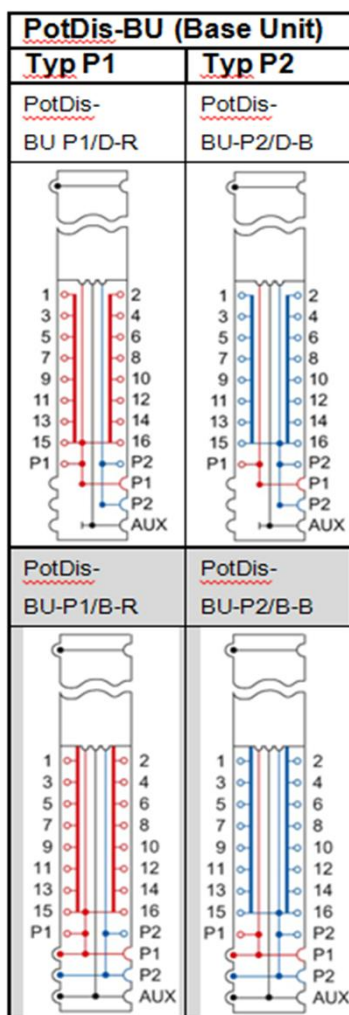 PotDis-BU (Base Unit)
Typ P1 Typ P2
PotDis- PotDis-
BU P1/D-R BU-P2/D-B
1 2 1 2
3 4 3 4
5 6 5 6
7 8 7 8
9 10 9 10
11 12 11 12
13 14 13 14
15 16 15 16
P1 P2 P1 P2
P1 P1
P2 P2
AUX AUX
PotDis- PotDis-
BU-P1/B-R BU-P2/B-B
1 2 1 2
3 4 3 4
5 6 5 6
7 8 7 8
9 10 9 10
11 12 11 12
13 14 13 14
15 16 15 16
P1 P2 P1 P2
P1 P1
P2 P2
AUX AUX